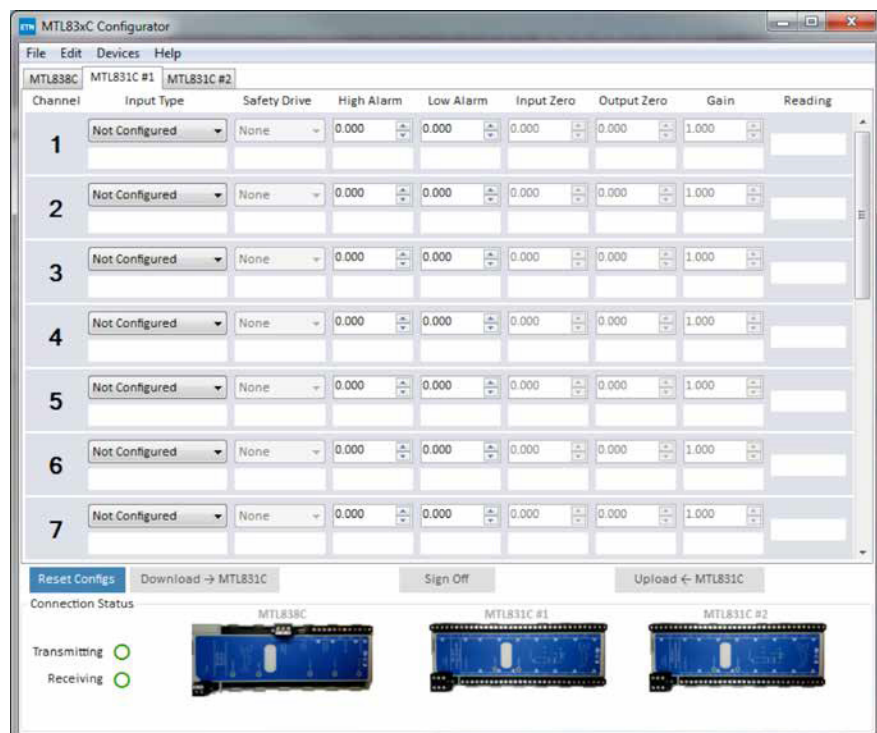 ETN MTL83xC Configurator
File Edit Devices Help
MTL838C MTL831C #1 MTL831C #2
Channel Input Type Safety Drive High Alarm Low Alarm Input Zero Output Zero Gain Reading
1 Not Configured None 0.000 0.000 0.000 0.000 1.000
2 Not Configured None 0.000 0.000 0.000 0.000 1.000
3 Not Configured None 0.000 0.000 0.000 0.000 1.000
4 Not Configured None 0.000 0.000 0.000 0.000 1.000
5 Not Configured None 0.000 0.000 0.000 0.000 1.000
6 Not Configured None 0.000 0.000 0.000 0.000 1.000
7 Not Configured None 0.000 0.000 0.000 0.000 1.000
Reset Configs Download → MTL831C Sign Off Upload ← MTL831C
Connection Status
MTL838C MTL831C #1 MTL831C #2
Transmitting
Receiving